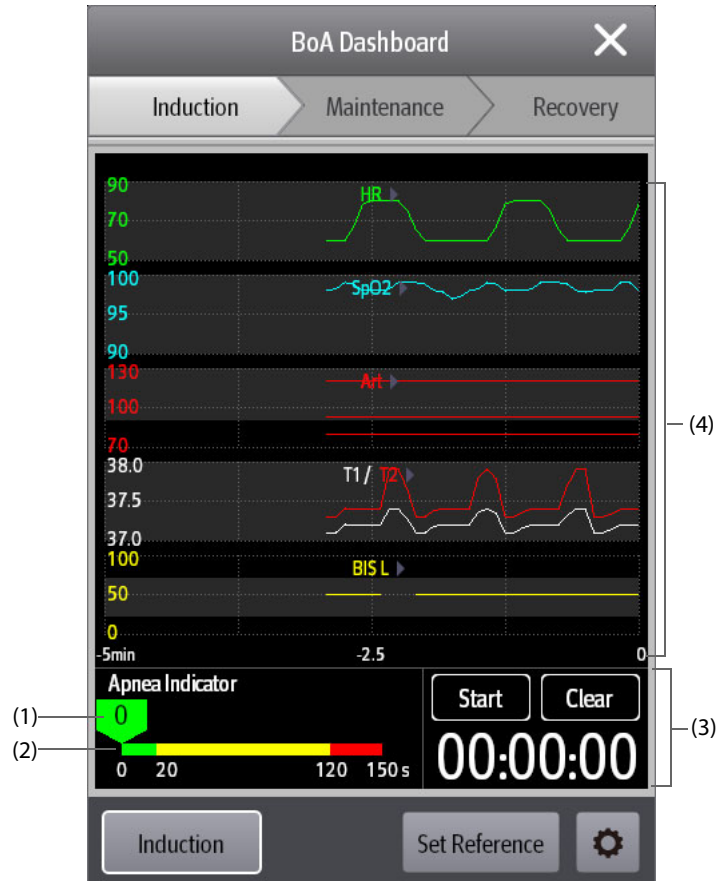 BoA Dashboard
Induction Maintenance Recovery
90
HR
70
50
100
SpO2
95
90
130
Art
100
70
38.0
T1 / T2
37.5
37.0
100
BIS L
50
0
-5min -2.5 0
(4)
Apnea Indicator
Start Clear
(1)
0
(2)
0 20 120 150 s
00:00:00
(3)
Induction Set Reference